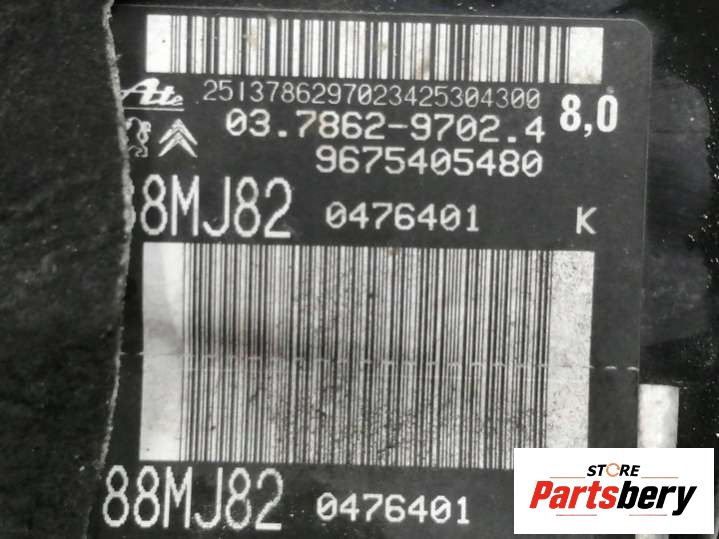 Ate 25137862970234253043​00
03.7862-9702.4 8,0
9675405480
88MJ82 0476401 K
88MJ82 0476401
STORE
Partsbery